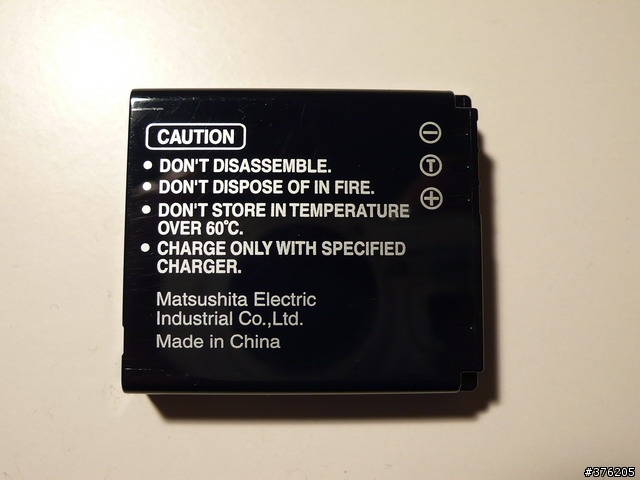 CAUTION
• DON'T DISASSEMBLE.
• DON'T DISPOSE OF IN FIRE.
• DON'T STORE IN TEMPERATURE
OVER 60°C.
• CHARGE ONLY WITH SPECIFIED
CHARGER.
Matsushita Electric
Industrial Co.,Ltd.
Made in China
−
T
+
#376205